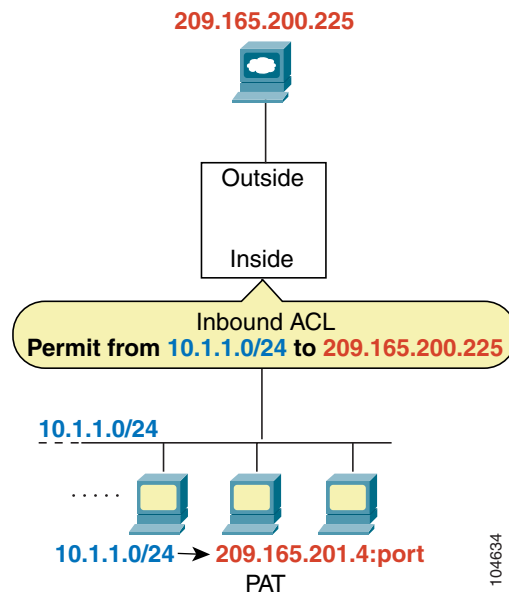 209.165.200.225
Outside
Inside
Inbound ACL
Permit from 10.1.1.0/24 to 209.165.200.225
10.1.1.0/24
10.1.1.0/24 → 209.165.201.4:port
PAT
104634